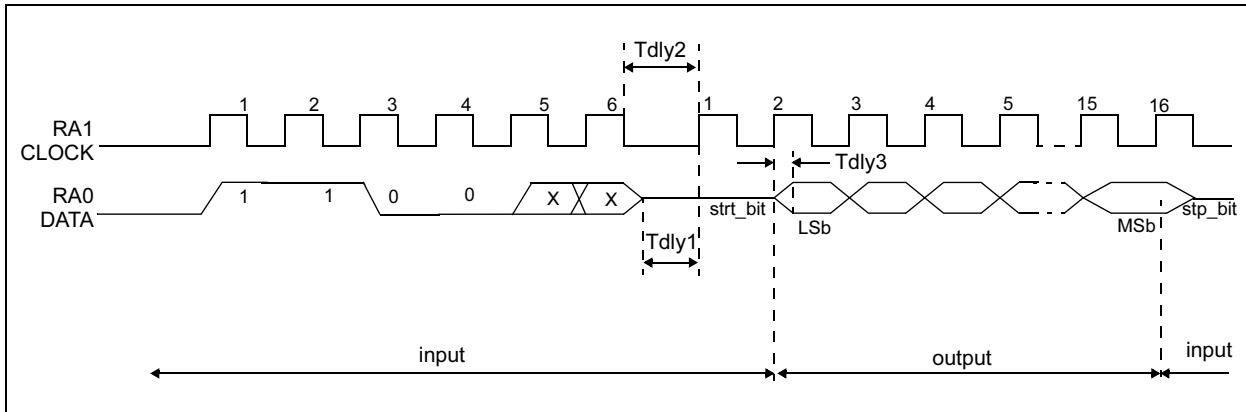 Tdly2
1 2 3 4 5 6 1 2 3 4 5 15 16
RA1
CLOCK
Tdly3
RA0
DATA
1 1 0 0 X X strt_bit LSb MSb stp_bit
Tdly1
input output input